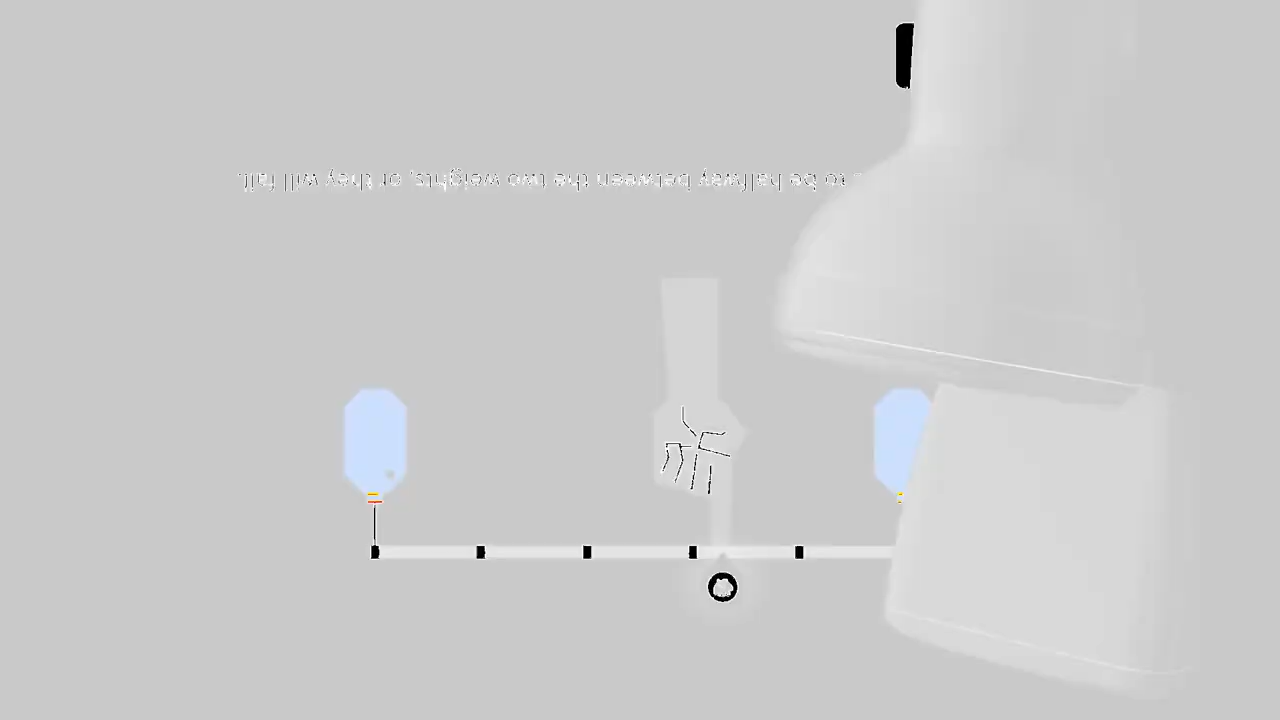 to be halfway between the two weights, or they will fall.